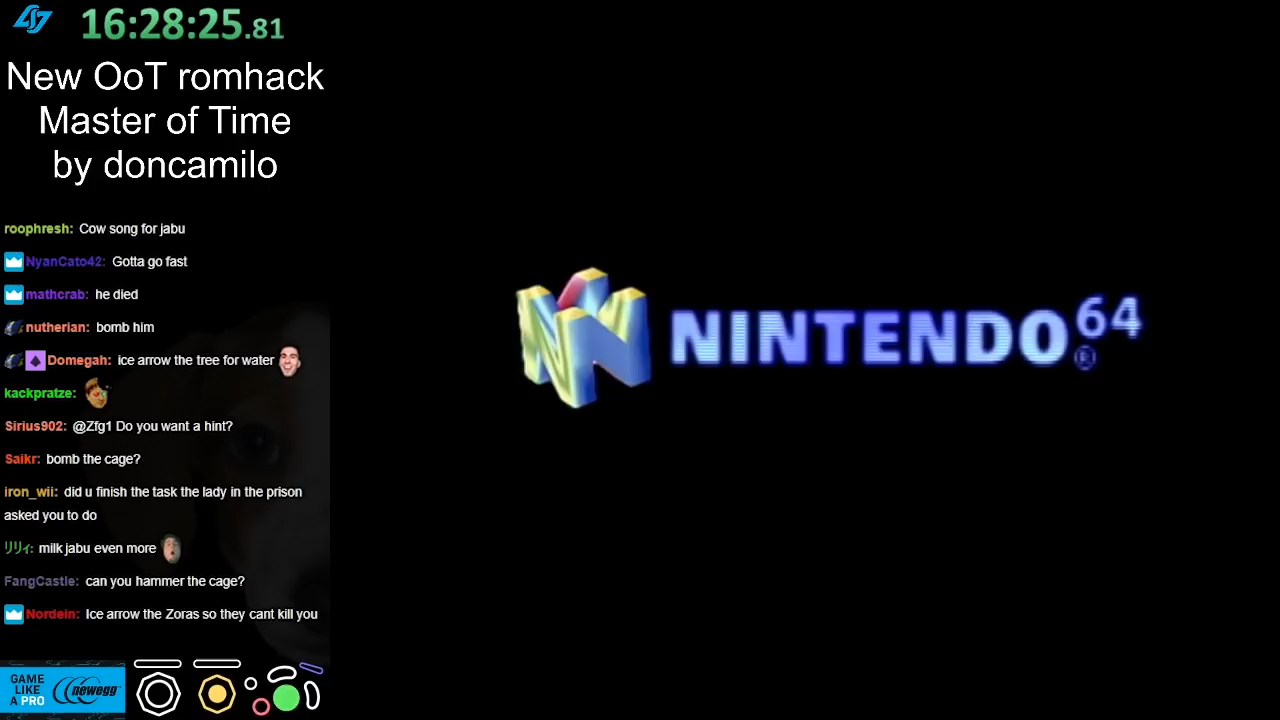 16:28:25.81
New OoT romhack
Master of Time
by doncamilo
roophresh: Cow song for jabu
NyanCato42: Gotta go fast
mathcrab: he died
nutherian: bomb him
Domegah: ice arrow the tree for water
kackpratze:
Sirius902: @Zfg1 Do you want a hint?
Saikr: bomb the cage?
iron_wii: did u finish the task the lady in the prison
asked you to do
リリィ: milk jabu even more
FangCastle: can you hammer the cage?
Nordein: Ice arrow the Zoras so they cant kill you
GAME
LIKE
A PRO
newegg
NINTENDO 64
®